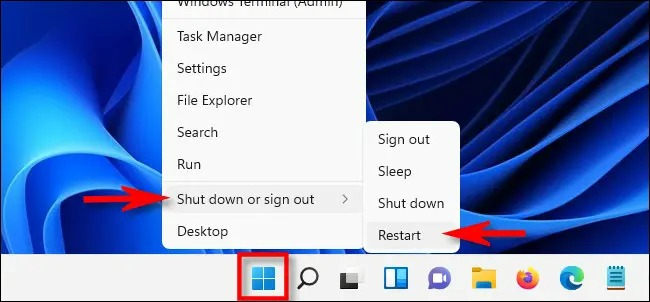 Windows Terminal (Admin)
Task Manager
Settings
File Explorer
Search
Run
Shut down or sign out
Desktop
Sign out
Sleep
Shut down
Restart